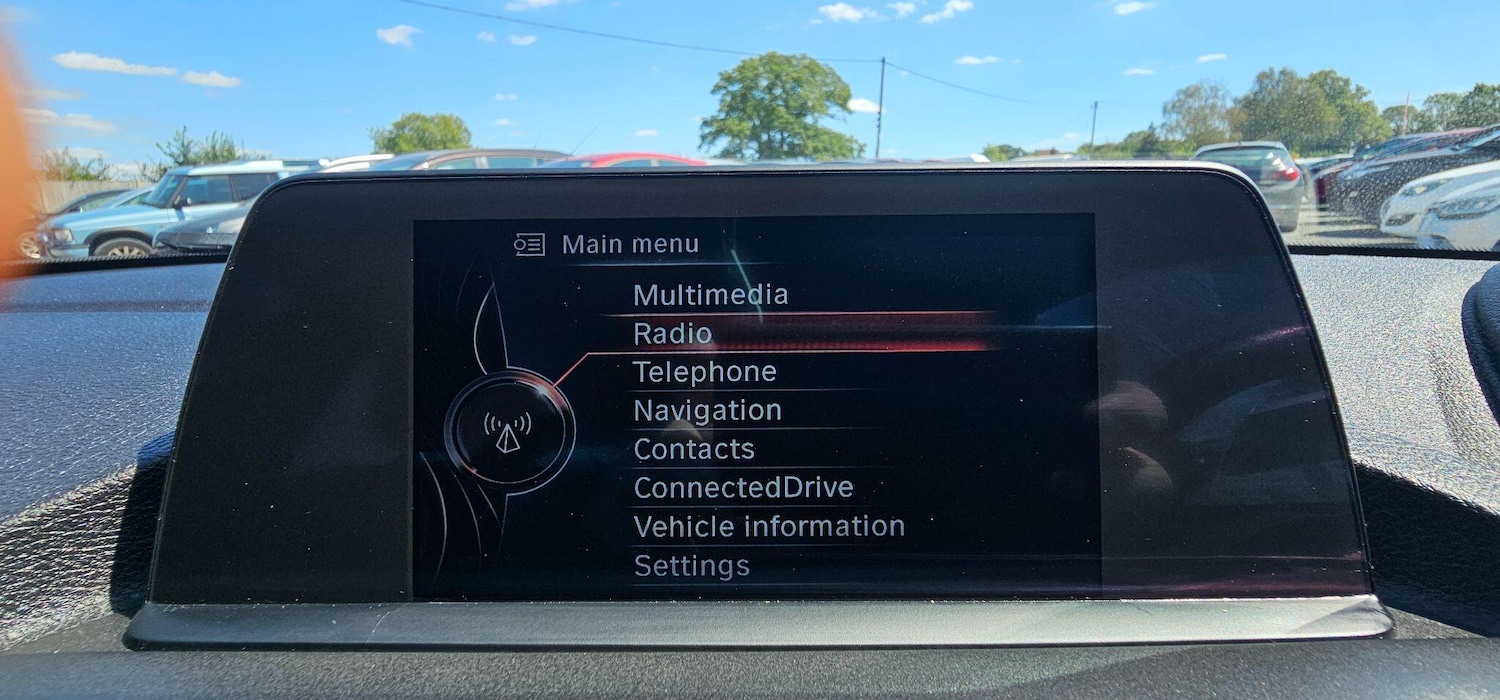 Main menu
Multimedia
Radio
Telephone
Navigation
Contacts
ConnectedDrive
Vehicle information
Settings